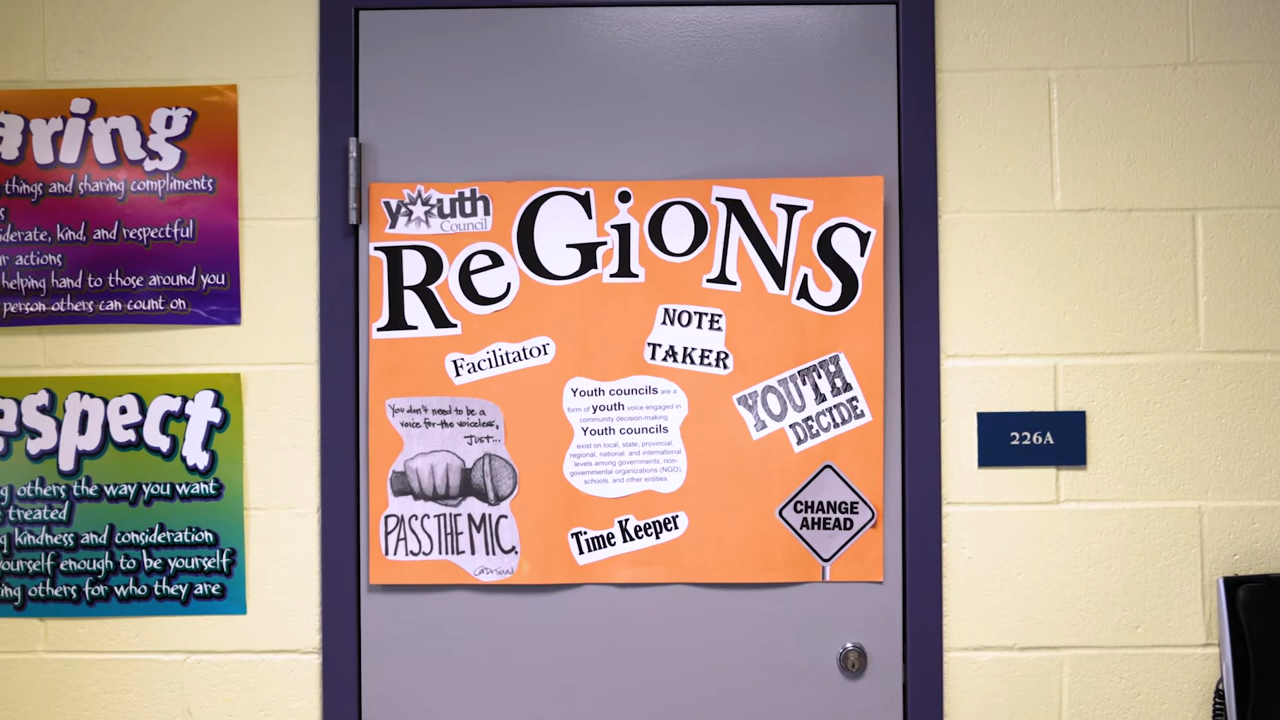 aring
things and sharing compliments
s
iderate, kind, and respectful
r actions
helping hand to those around you
person others can count on
espect
g others the way you want
treated
g kindness and consideration
yourself enough to be yourself
ing others for who they are
youth
Council
ReGioNS
Facilitator
NOTE
TAKER
You don't need to be a
voice for the voiceless,
JUST...
PASS THE MIC.
Youth councils are a
form of youth voice engaged in
community decision-making.
Youth councils
exist on local, state, provincial,
regional, national, and international
levels among governments, non-
governmental organizations (NGO),
schools, and other entities.
YOUTH
DECIDE
Time Keeper
CHANGE
AHEAD
226A